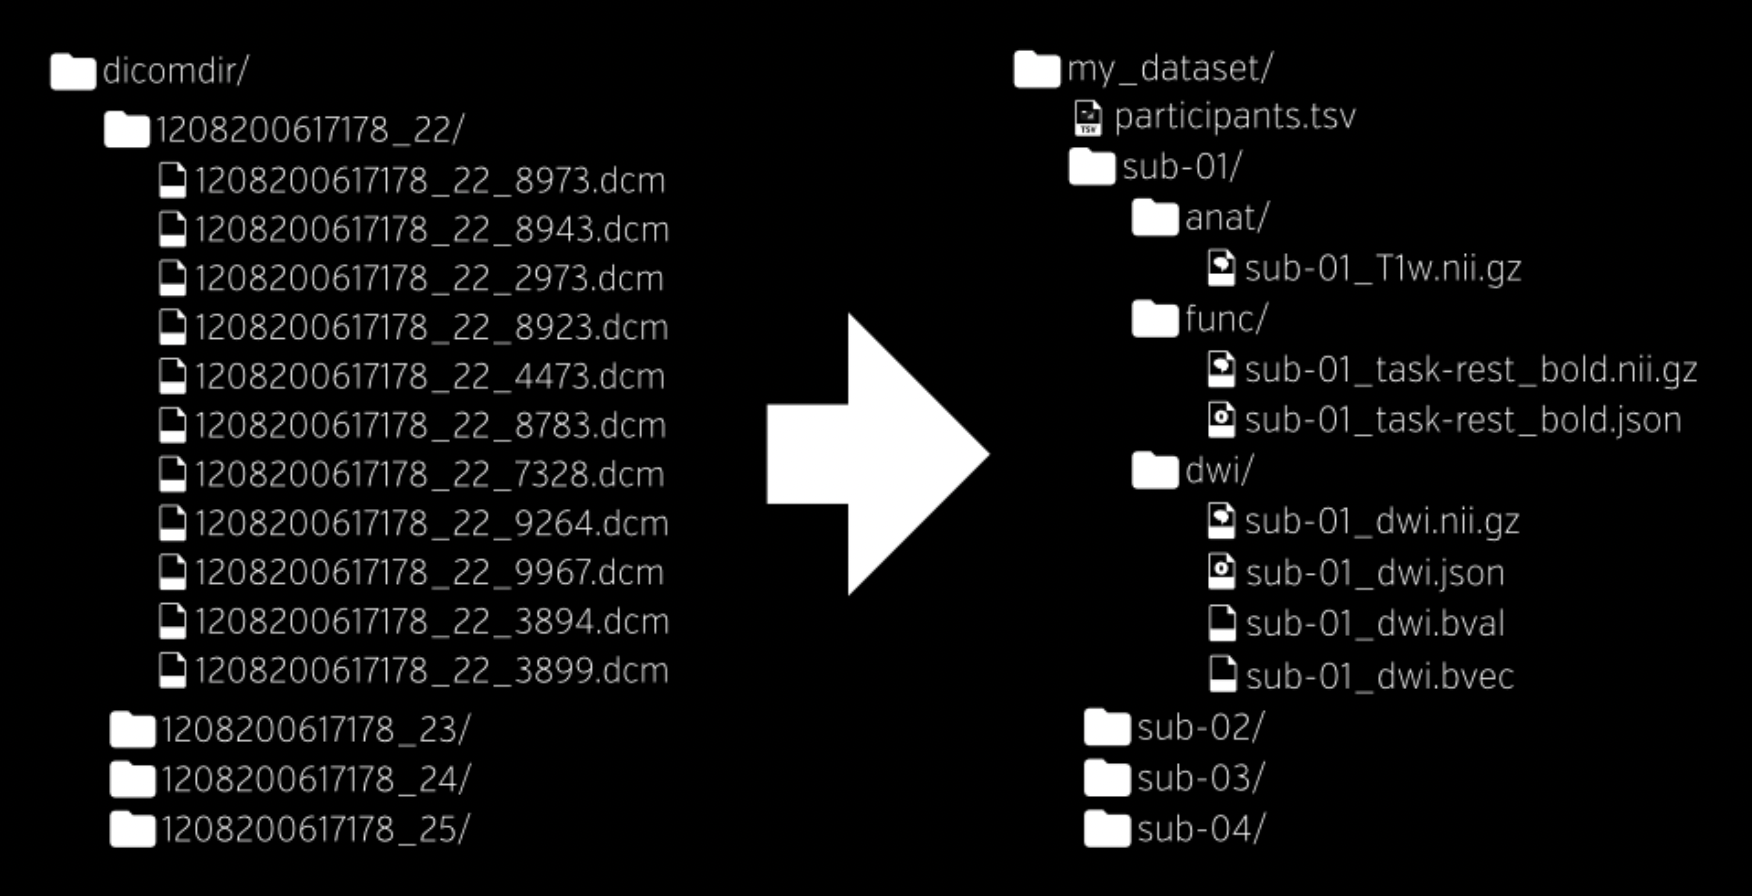 dicomdir/
1208200617178_22/
1208200617178_22_8973.dcm
1208200617178_22_8943.dcm
1208200617178_22_2973.dcm
1208200617178_22_8923.dcm
1208200617178_22_4473.dcm
1208200617178_22_8783.dcm
1208200617178_22_7328.dcm
1208200617178_22_9264.dcm
1208200617178_22_9967.dcm
1208200617178_22_3894.dcm
1208200617178_22_3899.dcm
1208200617178_23/
1208200617178_24/
1208200617178_25/
my_dataset/
TSV
participants.tsv
sub-01/
anat/
sub-01_T1w.nii.gz
func/
sub-01_task-rest_bold.nii.gz
sub-01_task-rest_bold.json
dwi/
sub-01_dwi.nii.gz
sub-01_dwi.json
sub-01_dwi.bval
sub-01_dwi.bvec
sub-02/
sub-03/
sub-04/